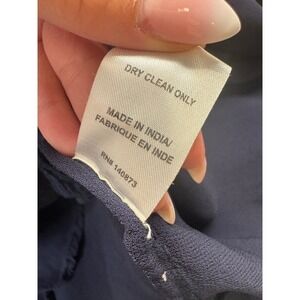 DRY CLEAN ONLY
MADE IN INDIA/
FABRIQUE EN INDE
RN# 140873